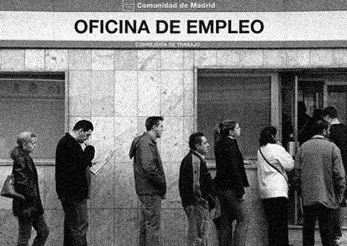 Comunidad de Madrid
OFICINA DE EMPLEO
CONSEJERÍA DE TRABAJO